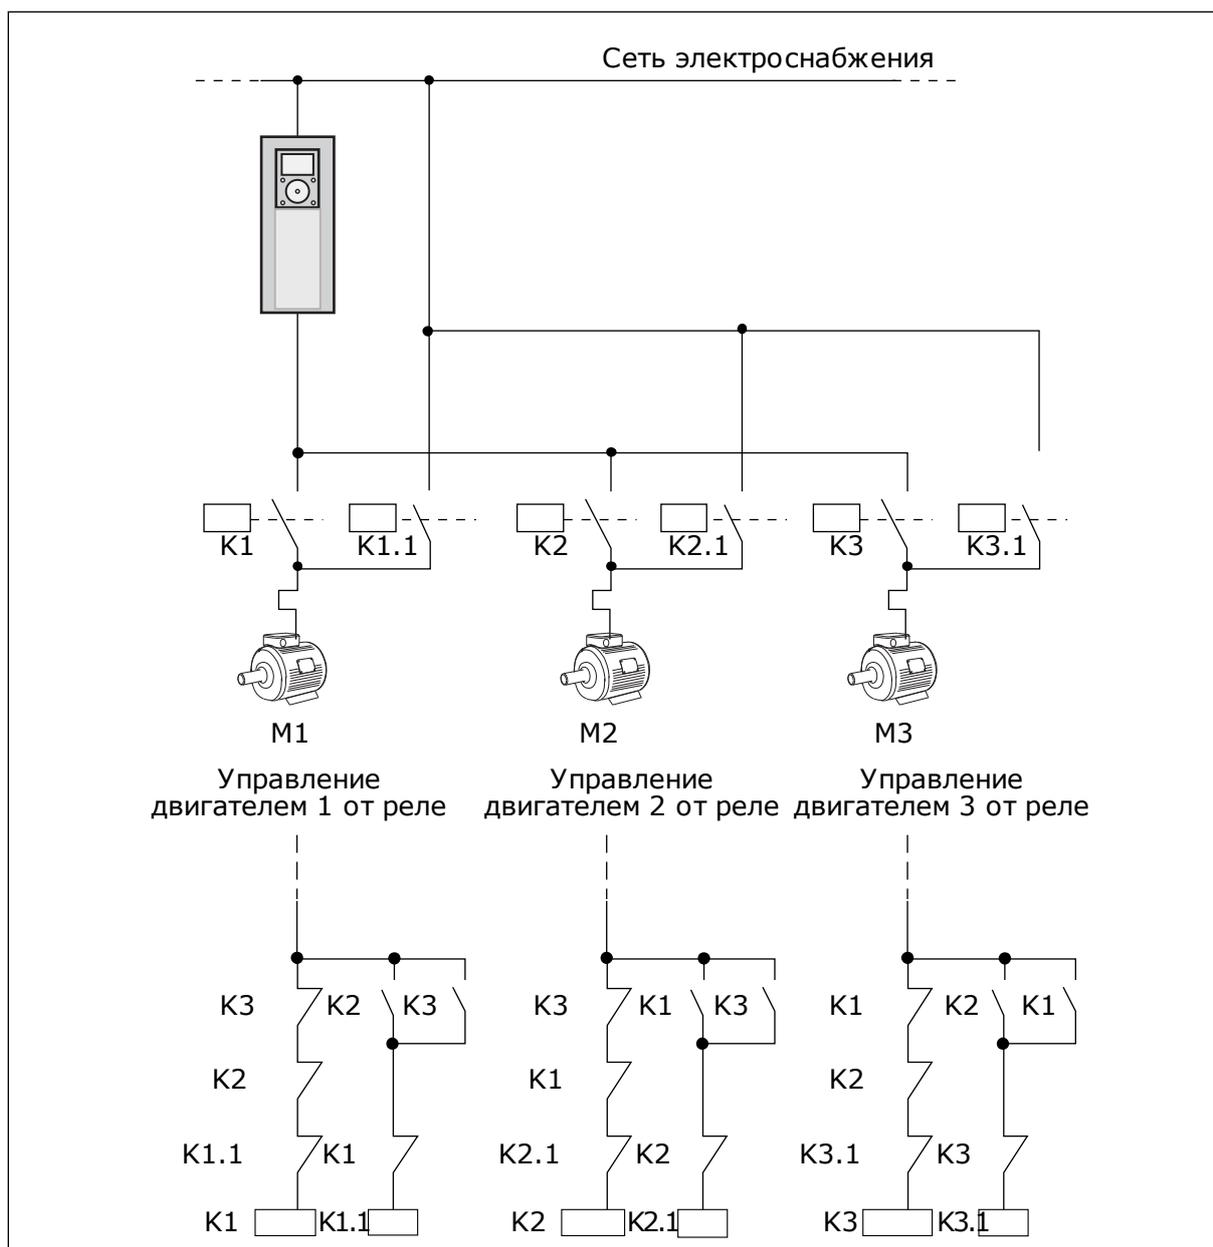 Сеть электроснабжения
K1 K1.1 K2 K2.1 K3 K3.1
M1 M2 M3
Управление Управление Управление
двигателем 1 от реле двигателем 2 от реле двигателем 3 от реле
K3 K2 K3 K3 K1 K3 K1 K2 K1
K2 K1 K2
K1.1 K1 K2.1 K2 K3.1 K3
K1 K1.1 K2 K2.1 K3 K3.1